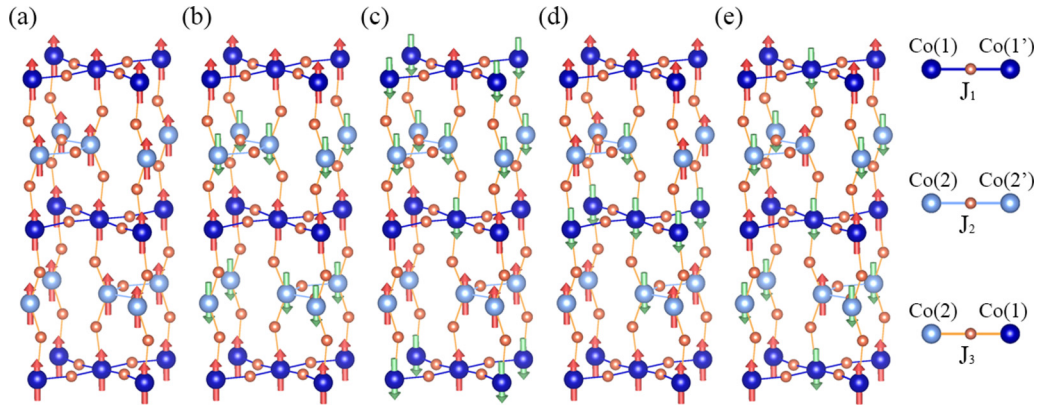 (a) (b) (c) (d) (e)
Co(1) Co(1’)
J₁
Co(2) Co(2’)
J₂
Co(2) Co(1)
J₃